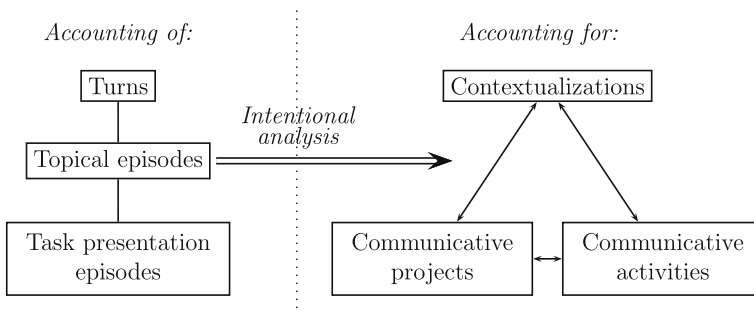 Accounting of:
Accounting for:
Turns
Contextualizations
Intentional
analysis
Topical episodes
Task presentation
episodes
Communicative
projects
Communicative
activities